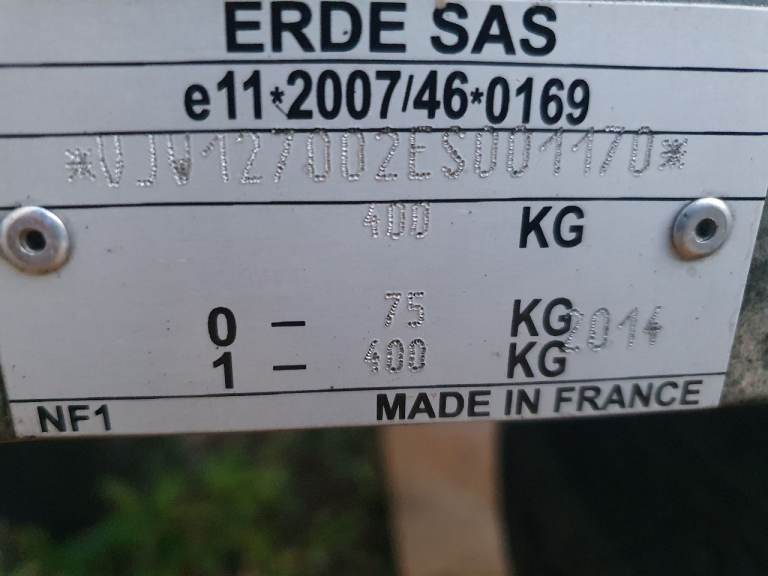 ERDE SAS
e11*2007/46*0169
*VJV127002ES001170*
400 KG
0 – 75 KG
2014
1 – 400 KG
NF1 MADE IN FRANCE